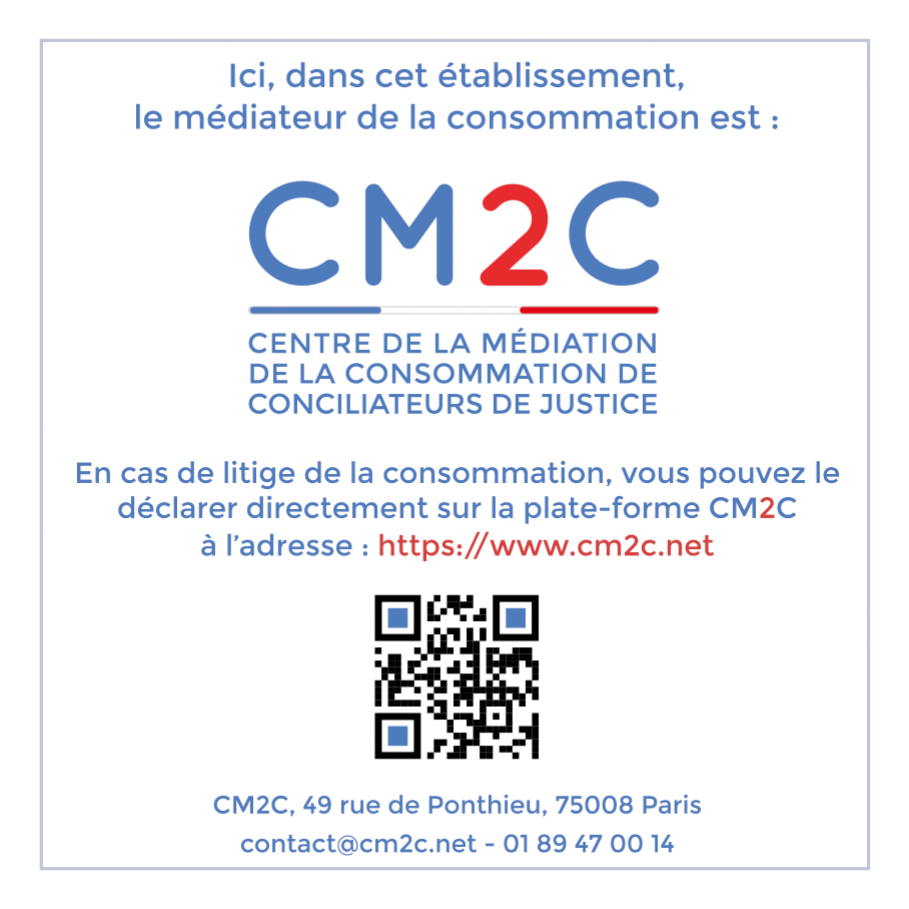 Ici, dans cet établissement,
le médiateur de la consommation est :
CM2C
CENTRE DE LA MÉDIATION
DE LA CONSOMMATION DE
CONCILIATEURS DE JUSTICE
En cas de litige de la consommation, vous pouvez le
déclarer directement sur la plate-forme CM2C
à l'adresse : https://www.cm2c.net
CM2C, 49 rue de Ponthieu, 75008 Paris
contact@cm2c.net - 01 89 47 00 14